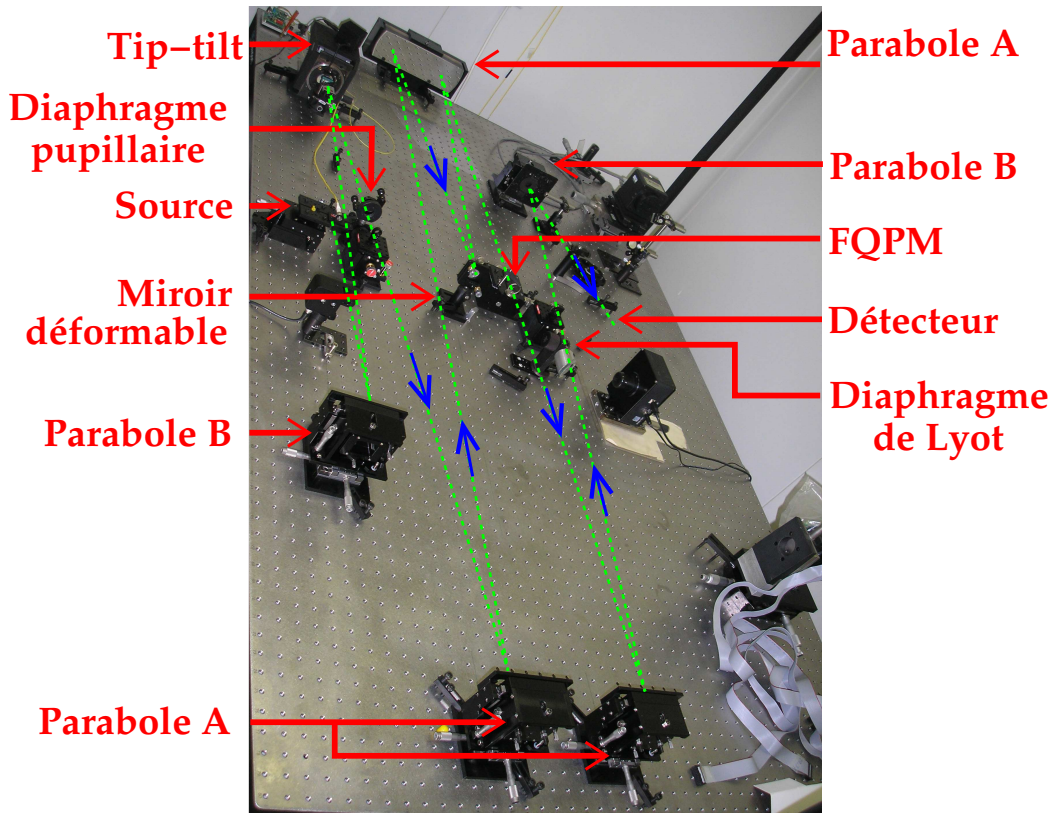 Tip–tilt
Diaphragme
pupillaire
Source
Miroir
déformable
Parabole B
Parabole A
Parabole A
Parabole B
FQPM
Détecteur
Diaphragme
de Lyot